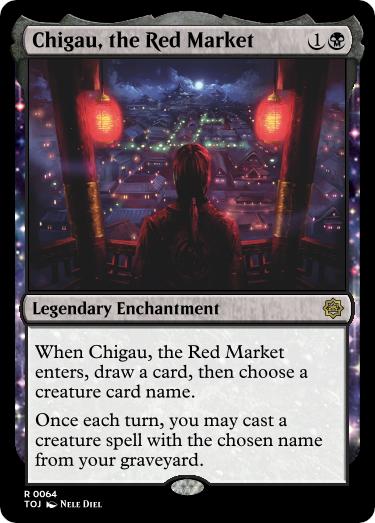 Chigau, the Red Market 1
Legendary Enchantment
When Chigau, the Red Market
enters, draw a card, then choose a
creature card name.
Once each turn, you may cast a
creature spell with the chosen name
from your graveyard.
R 0064
TOJ Nele Diel